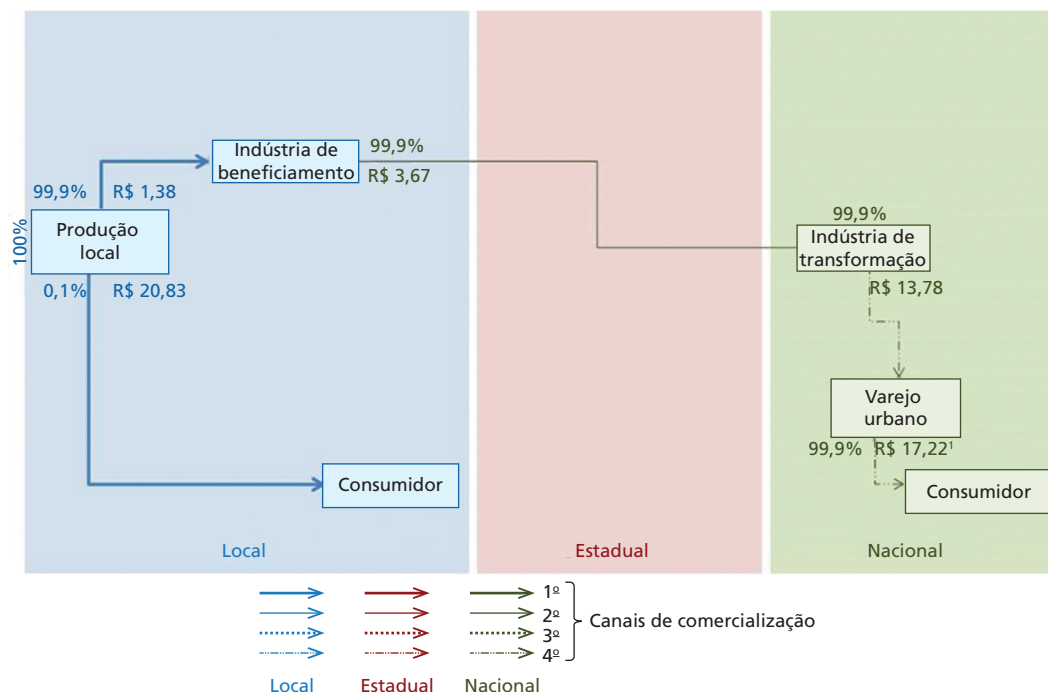 Indústria de
beneficiamento
99,9%
R$ 3,67
99,9%
R$ 1,38
100%
Produção
local
0,1%
R$ 20,83
99,9%
Indústria de
transformação
R$ 13,78
Varejo
urbano
99,9%
R$ 17,22¹
Consumidor
Consumidor
Local
Estadual
Nacional
1º
2º
3º
4º
Canais de comercialização
Local
Estadual
Nacional